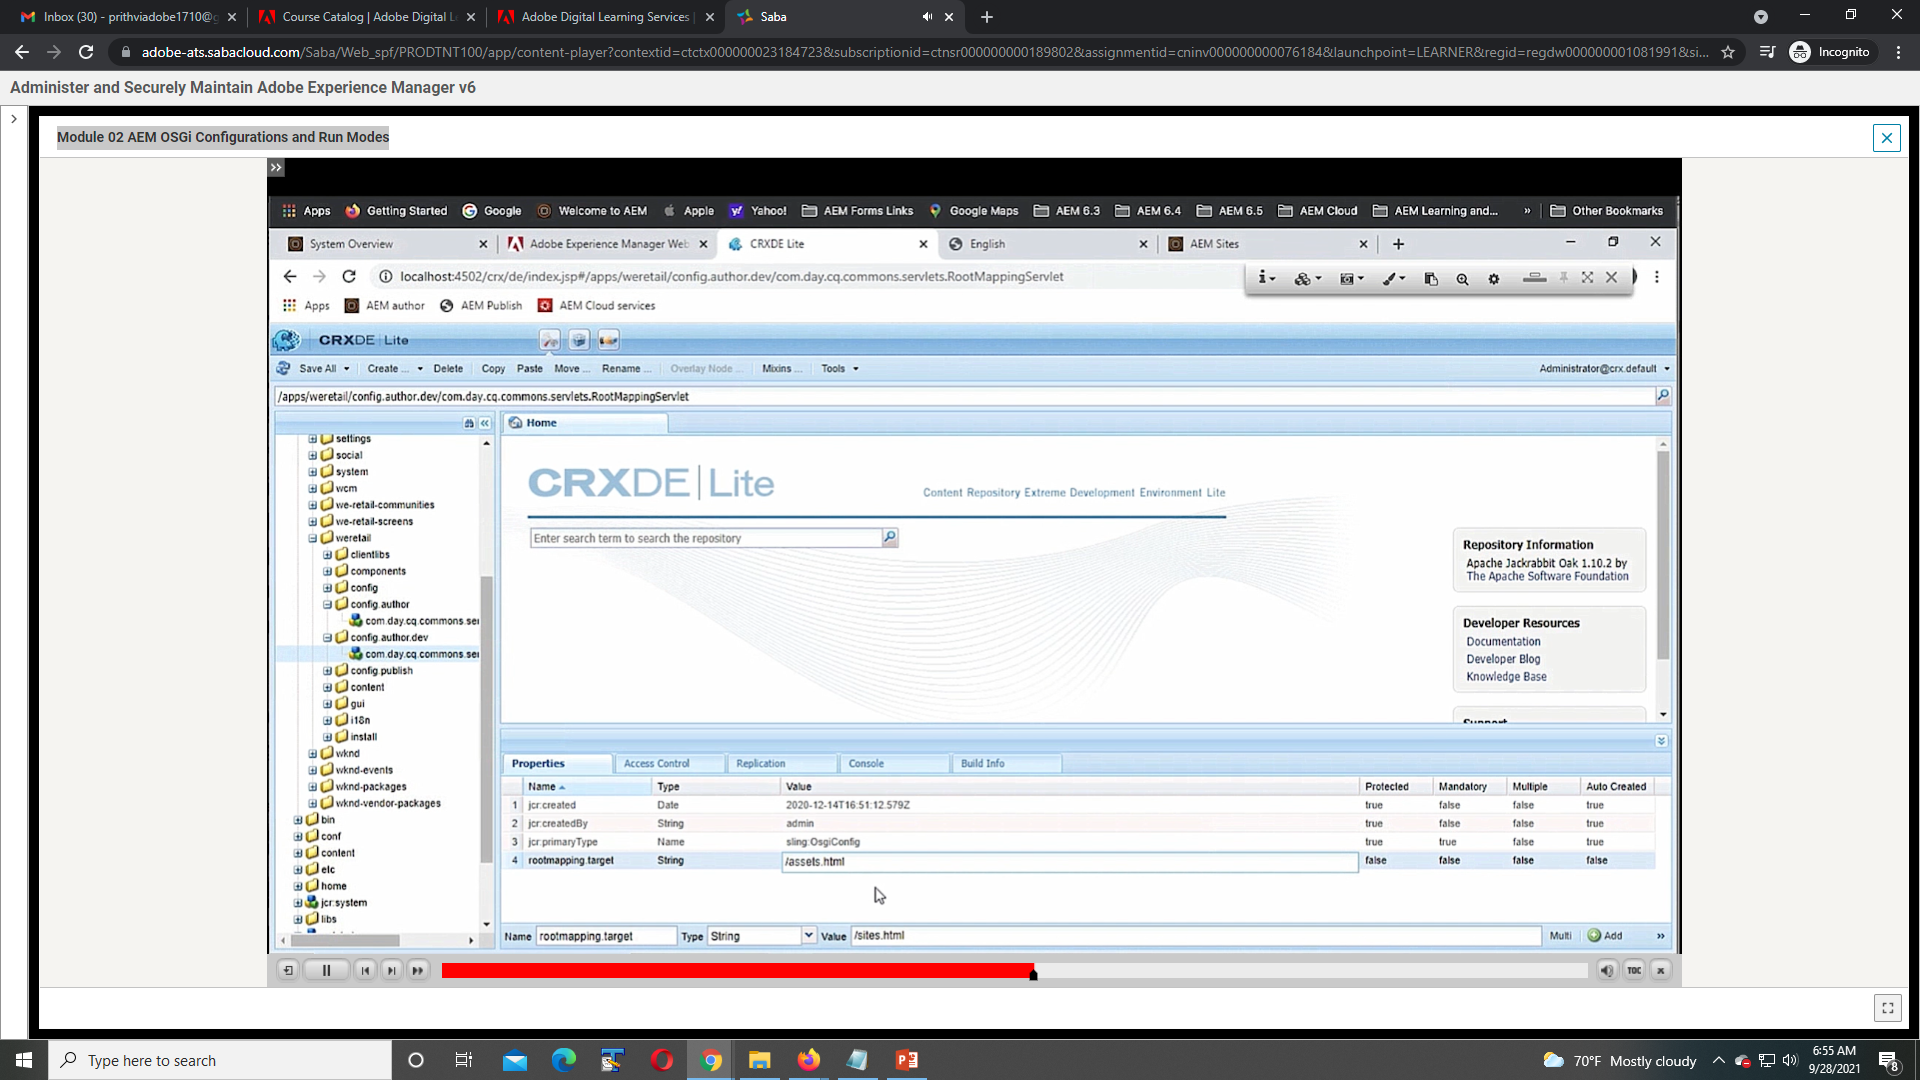 Inbox (30) - prithviadobe1710@g
Course Catalog | Adobe Digital L
Adobe Digital Learning Services
Saba
adobe-ats.sabacloud.com/Saba/Web_spf/PRODTNT100/app/content-player?contextid=ctctx000000023184723&subscriptionid=ctnsr0000000000189802&assignmentid=cninv000000000076184&launchpoint=LEARNER&regid=regdw000000001081991&si...
Incognito
Administer and Securely Maintain Adobe Experience Manager v6
Module 02 AEM OSGi Configurations and Run Modes
Apps Getting Started Google Welcome to AEM Apple Yahoo! AEM Forms Links Google Maps AEM 6.3 AEM 6.4 AEM 6.5 AEM Cloud AEM Learning and... » Other Bookmarks
System Overview
Adobe Experience Manager Web
CRXDE Lite
English
AEM Sites
localhost:4502/crx/de/index.jsp#/apps/weretail/config.author.dev/com.day.cq.commons.servlets.RootMappingServlet
Apps AEM author AEM Publish AEM Cloud services
CRXDE | Lite
Save All Create ... Delete Copy Paste Move ... Rename ... Overlay Node ... Mixins ... Tools Administrator@crx.default
/apps/weretail/config.author.dev/com.day.cq.commons.servlets.RootMappingServlet
settings
social
system
wcm
we-retail-communities
we-retail-screens
weretail
clientlibs
components
config
config.author
com.day.cq.commons.ser
config.author.dev
com.day.cq.commons.ser
config.publish
content
gui
i18n
install
wknd
wknd-events
wknd-packages
wknd-vendor-packages
bin
conf
content
etc
home
jcr:system
libs
Home
CRXDE | Lite
Content Repository Extreme Development Environment Lite
Enter search term to search the repository
Repository Information
Apache Jackrabbit Oak 1.10.2 by
The Apache Software Foundation
Developer Resources
Documentation
Developer Blog
Knowledge Base
Support
Properties Access Control Replication Console Build Info
Name Type Value Protected Mandatory Multiple Auto Created
1 jcr:created Date 2020-12-14T16:51:12.579Z true false false true
2 jcr:createdBy String admin true false false true
3 jcr:primaryType Name sling:OsgiConfig true true false true
4 rootmapping.target String /assets.html false false false false
Name rootmapping.target Type String Value /sites.html Multi Add »
TOC
Type here to search
70°F Mostly cloudy
6:55 AM
9/28/2021
8